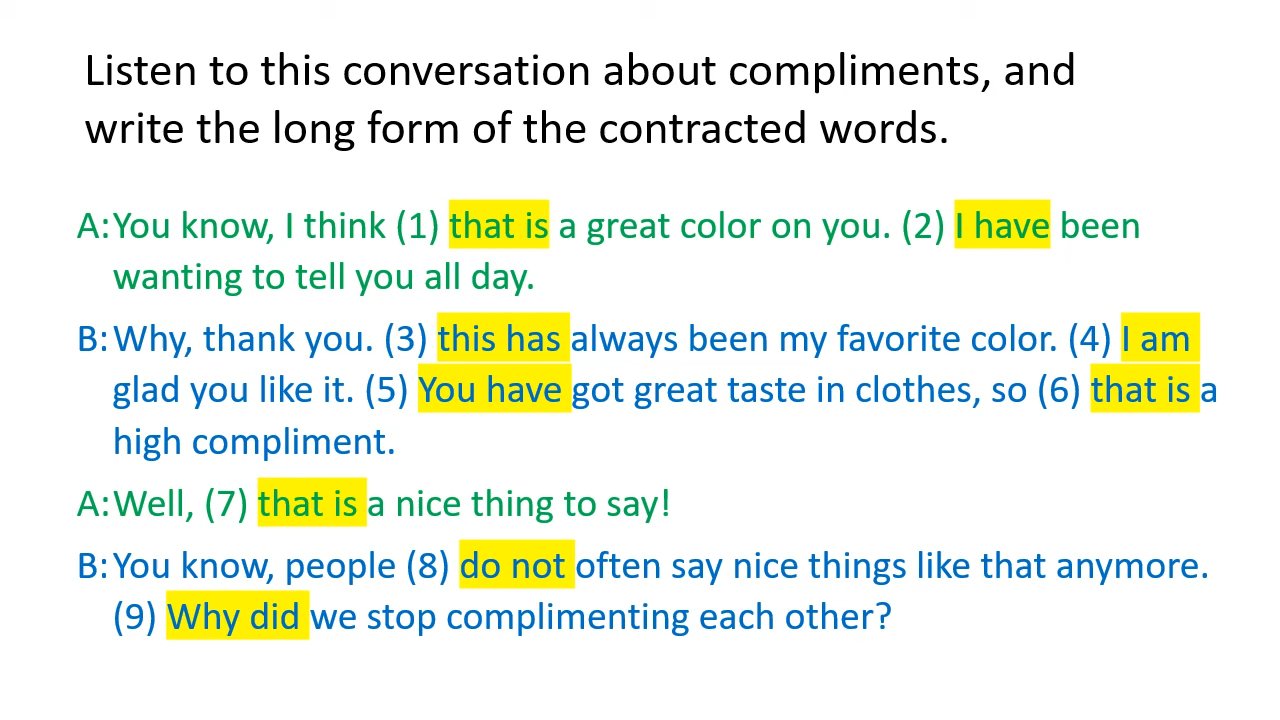 Listen to this conversation about compliments, and
write the long form of the contracted words.
A: You know, I think (1) that is a great color on you. (2) I have been
wanting to tell you all day.
B: Why, thank you. (3) this has always been my favorite color. (4) I am
glad you like it. (5) You have got great taste in clothes, so (6) that is a
high compliment.
A: Well, (7) that is a nice thing to say!
B: You know, people (8) do not often say nice things like that anymore.
(9) Why did we stop complimenting each other?